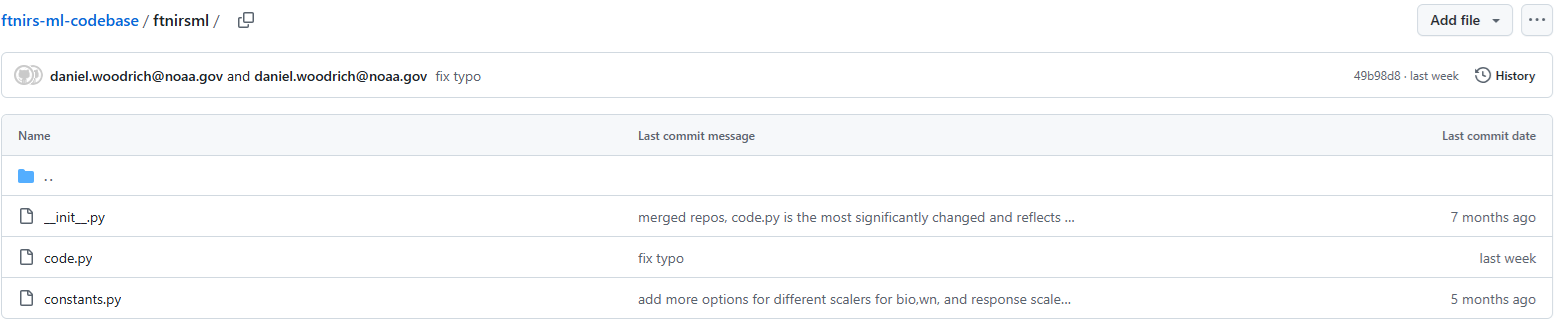 ftnirs-ml-codebase / ftnirsml /
Add file
daniel.woodrich@noaa.gov and daniel.woodrich@noaa.gov fix typo
49b98d8 · last week
History
Name Last commit message Last commit date
..
__init__.py merged repos, code.py is the most significantly changed and reflects ... 7 months ago
code.py fix typo last week
constants.py add more options for different scalers for bio,wn, and response scale... 5 months ago